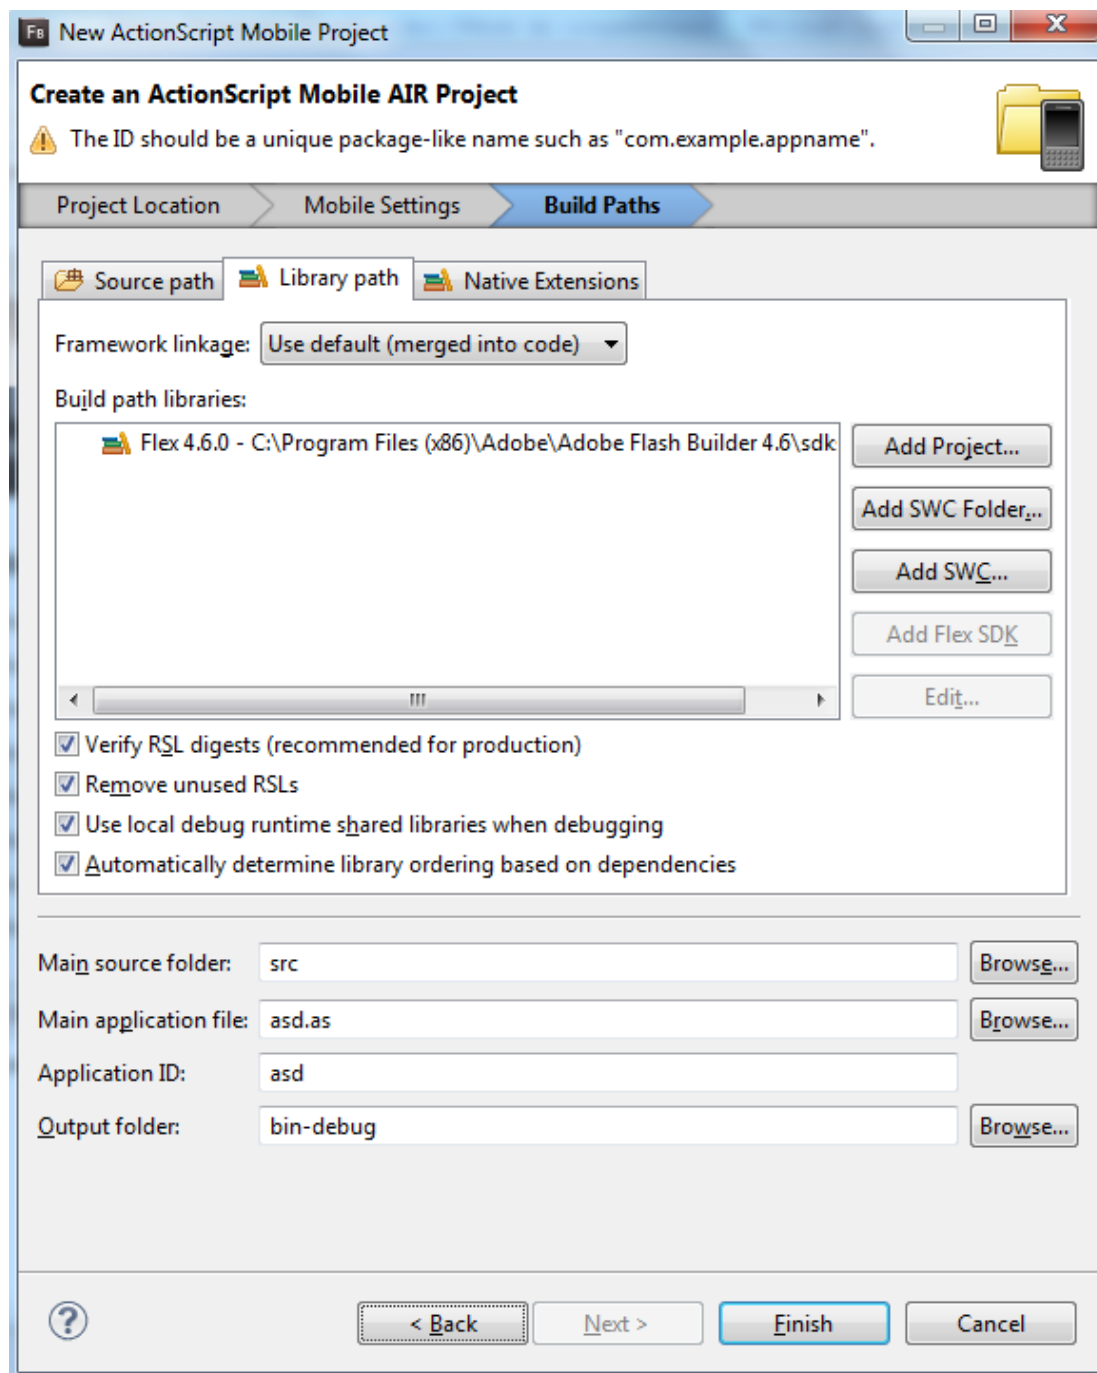 FB New ActionScript Mobile Project
Create an ActionScript Mobile AIR Project
The ID should be a unique package-like name such as "com.example.appname".
Project Location Mobile Settings Build Paths
Source path Library path Native Extensions
Framework linkage: Use default (merged into code)
Build path libraries:
Flex 4.6.0 - C:\Program Files (x86)\Adobe\Adobe Flash Builder 4.6\sdk
Add Project...
Add SWC Folder...
Add SWC...
Add Flex SDK
Edit...
Verify RSL digests (recommended for production)
Remove unused RSLs
Use local debug runtime shared libraries when debugging
Automatically determine library ordering based on dependencies
Main source folder: src Browse...
Main application file: asd.as Browse...
Application ID: asd
Output folder: bin-debug Browse...
? < Back Next > Finish Cancel